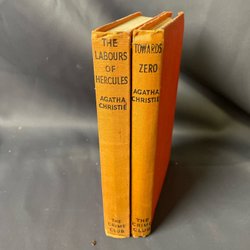 THE
LABOURS
OF
HERCULES
AGATHA
CHRISTIE
THE
CRIME
CLUB
TOWARDS
ZERO
AGATHA
CHRISTIE
THE
CRIME
CLUB